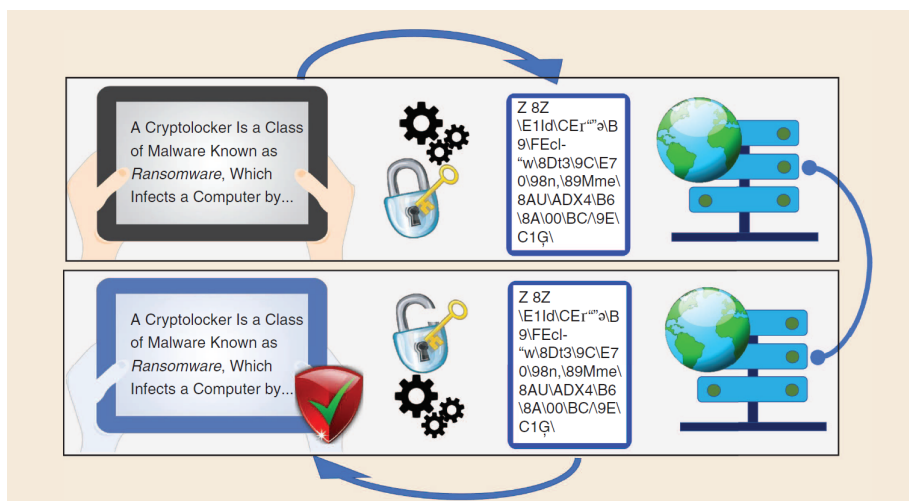 A Cryptolocker Is a Class
of Malware Known as
Ransomware, Which
Infects a Computer by...
Z 8Z
\E1Id\CEr“”ə\B
9\FEcl-
“w\8Dt3\9C\E7
0\98n,\89Mme\
8AU\ADX4\B6
\8A\00\BC/\9E\
C1Ģ\
A Cryptolocker Is a Class
of Malware Known as
Ransomware, Which
Infects a Computer by...
Z 8Z
\E1Id\CEr“”ə\B
9\FEcl-
“w\8Dt3\9C\E7
0\98n,\89Mme\
8AU\ADX4\B6
\8A\00\BC/\9E\
C1Ģ\